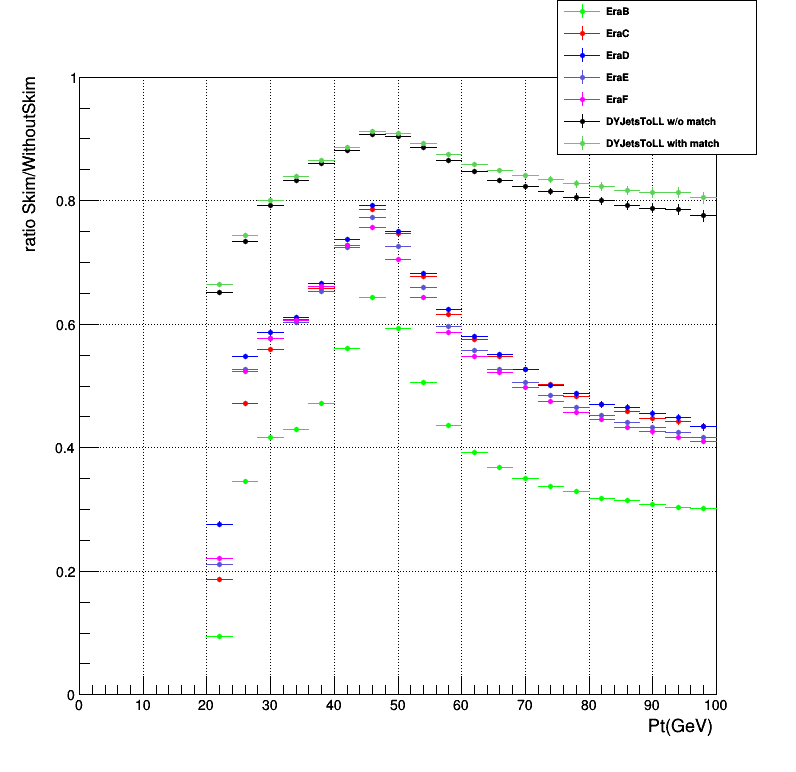 EraB
EraC
EraD
EraE
EraF
DYJetsToLL w/o match
DYJetsToLL with match
ratio Skim/WithoutSkim
1
0.8
0.6
0.4
0.2
0
0 10 20 30 40 50 60 70 80 90 100
Pt(GeV)